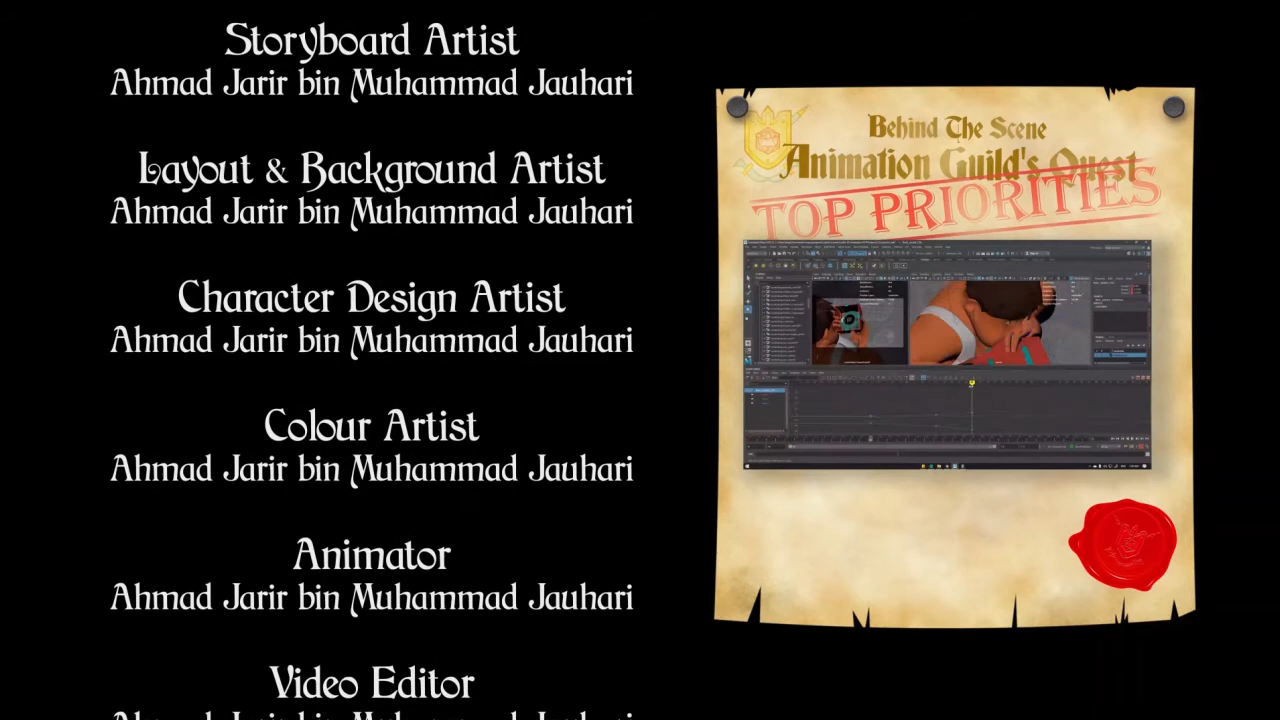 Storyboard Artist
Ahmad Jarir bin Muhammad Jauhari
Layout & Background Artist
Ahmad Jarir bin Muhammad Jauhari
Character Design Artist
Ahmad Jarir bin Muhammad Jauhari
Colour Artist
Ahmad Jarir bin Muhammad Jauhari
Animator
Ahmad Jarir bin Muhammad Jauhari
Video Editor
Behind The Scene
Animation Guild's Quest
TOP PRIORITIES